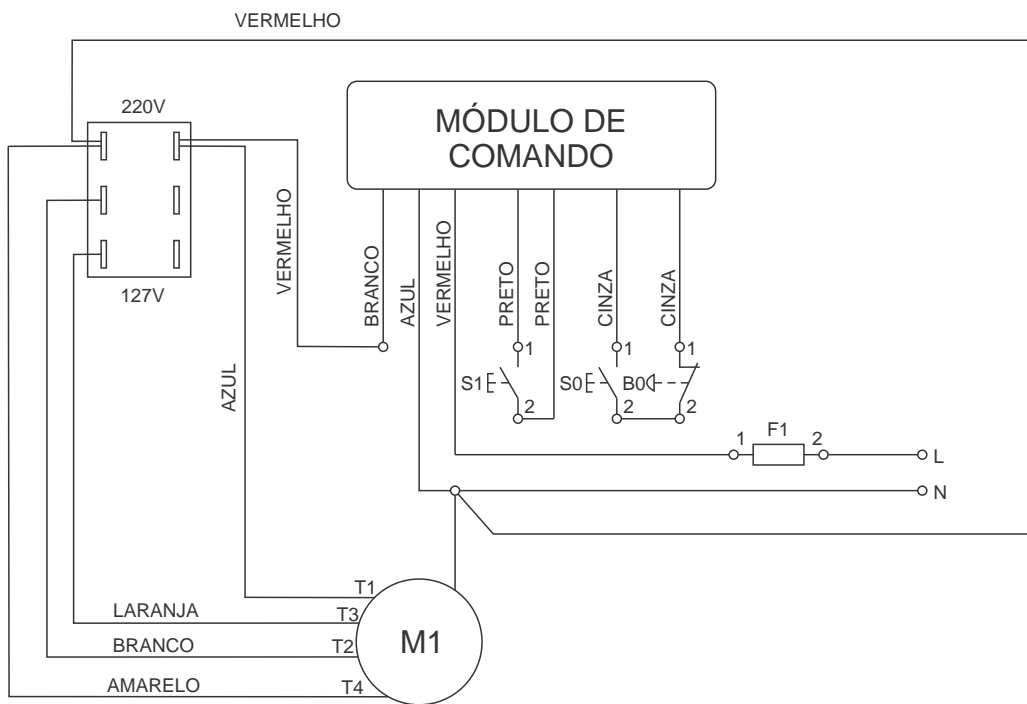 VERMELHO
220V
127V
MÓDULO DE
COMANDO
VERMELHO
BRANCO
AZUL
VERMELHO
PRETO
PRETO
CINZA
CINZA
1
1
1
S1
S0
B0
2
2
2
AZUL
1
F1
2
L
N
T1
LARANJA
T3
BRANCO
T2
AMARELO
T4
M1